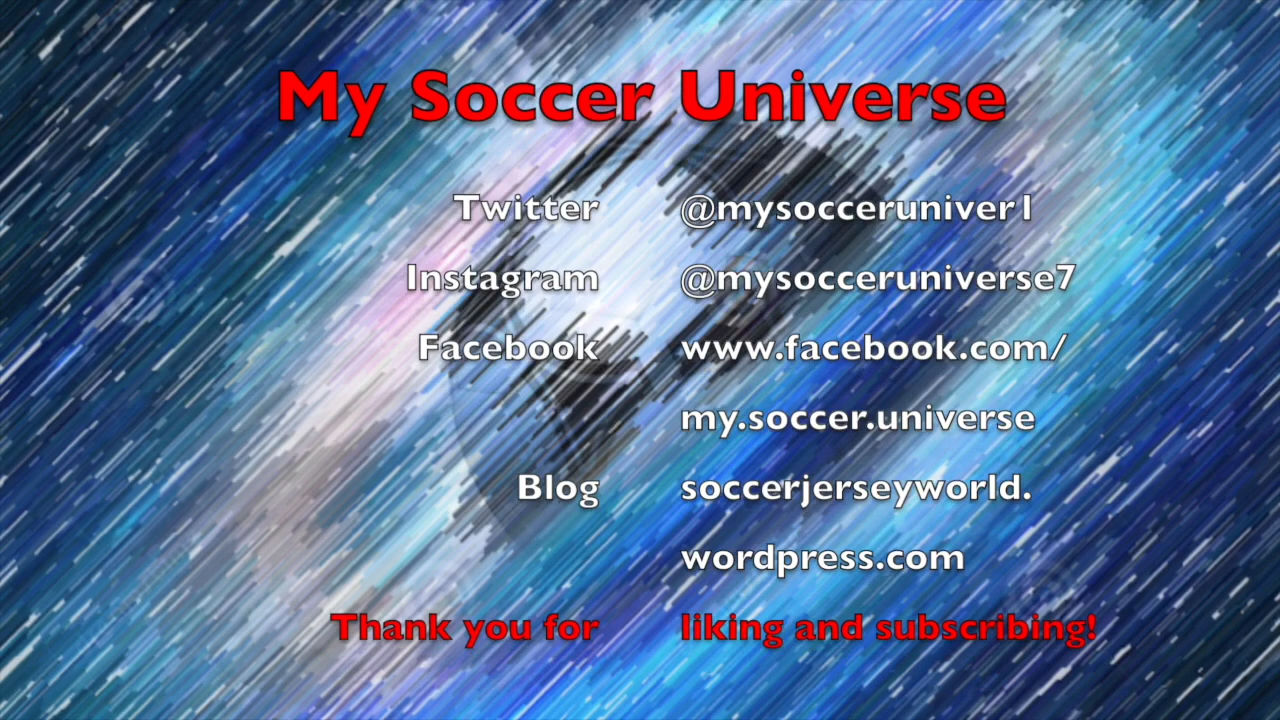 My Soccer Universe
Twitter @mysocceruniver1
Instagram @mysocceruniverse7
Facebook www.facebook.com/
my.soccer.universe
Blog soccerjerseyworld.
wordpress.com
Thank you for liking and subscribing!